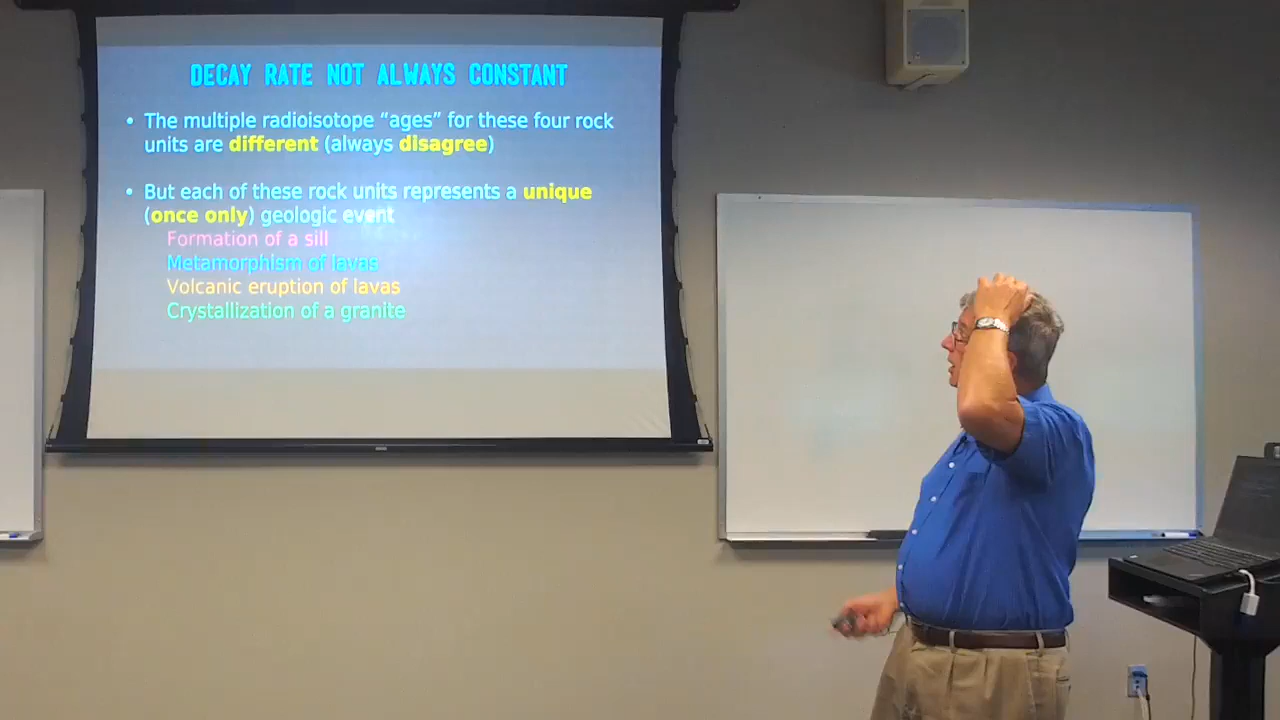 DECAY RATE NOT ALWAYS CONSTANT
• The multiple radioisotope “ages” for these four rock
units are different (always disagree)
• But each of these rock units represents a unique
(once only) geologic event
Formation of a sill
Metamorphism of lavas
Volcanic eruption of lavas
Crystallization of a granite